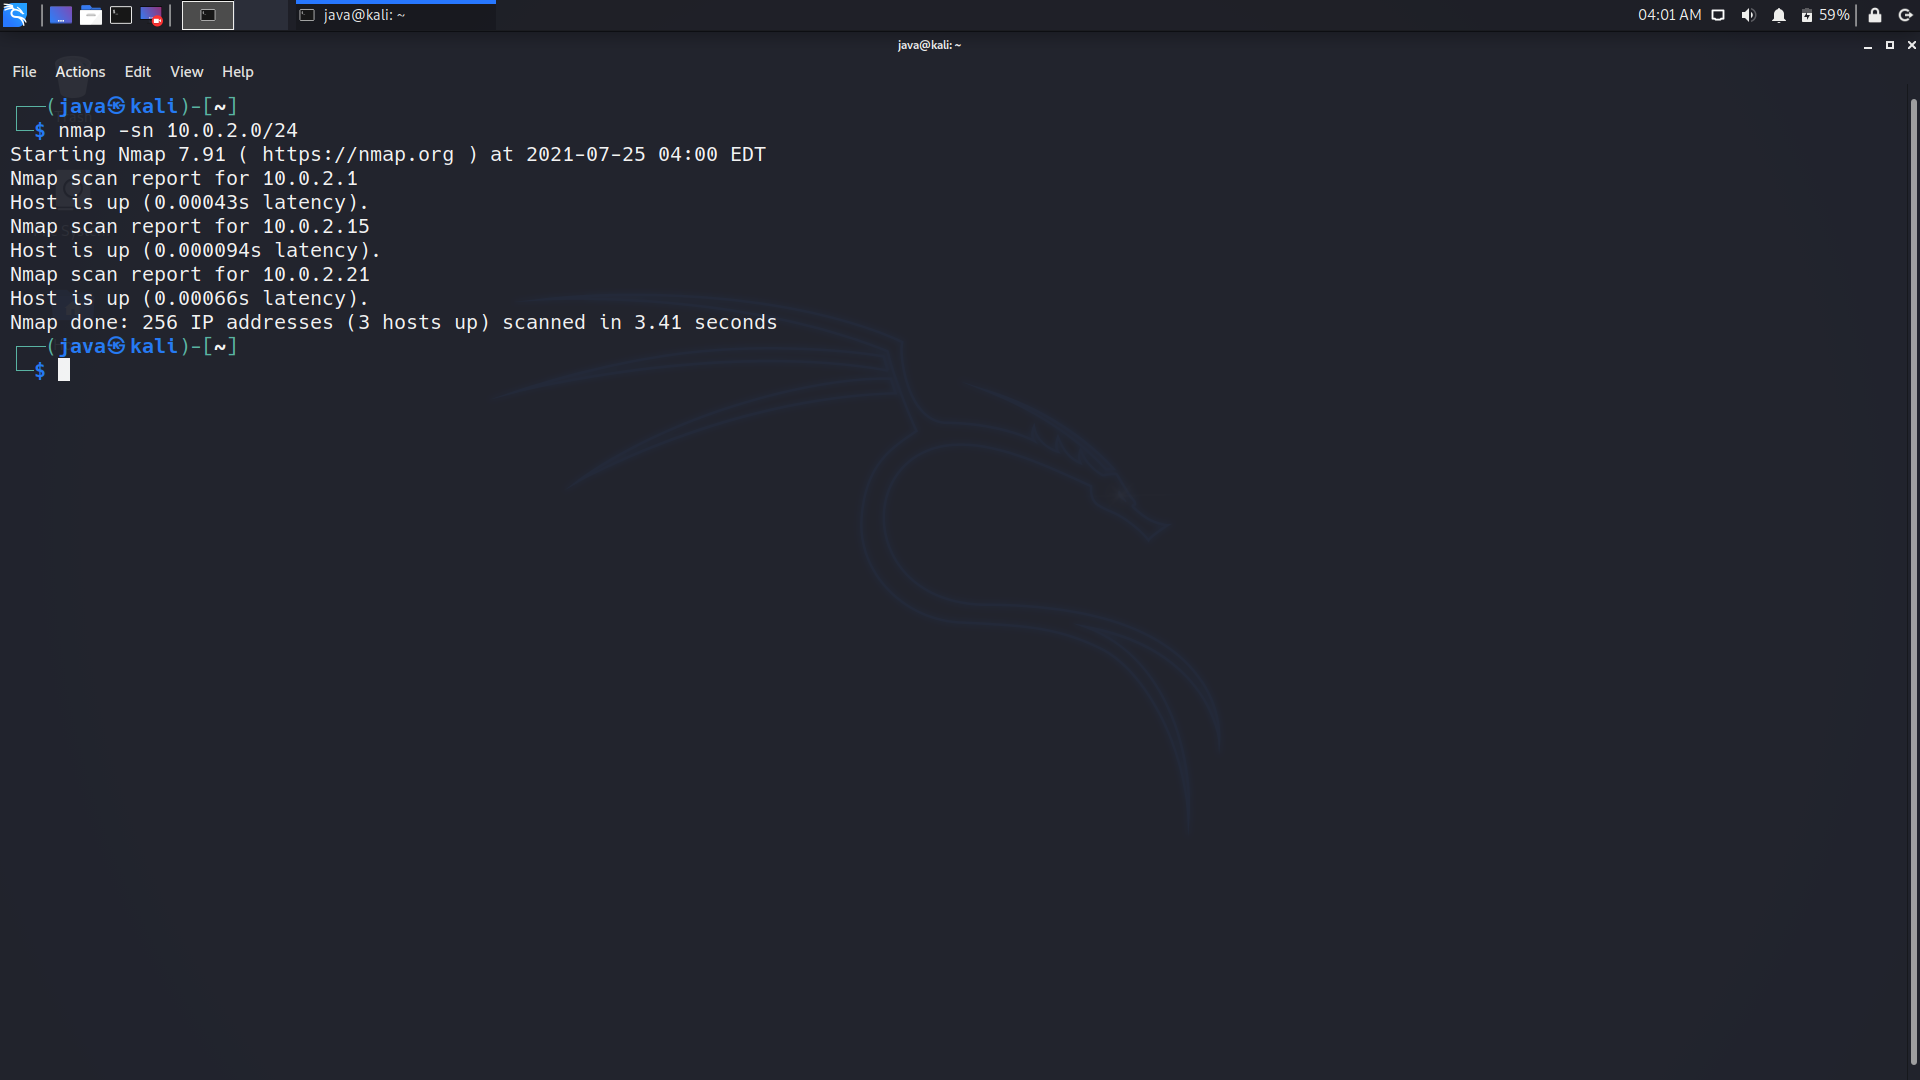 java@kali: ~
04:01 AM
59%
java@kali: ~
File Actions Edit View Help
┌──(java㉿kali)-[~]
└─$ nmap -sn 10.0.2.0/24
Starting Nmap 7.91 ( https://nmap.org ) at 2021-07-25 04:00 EDT
Nmap scan report for 10.0.2.1
Host is up (0.00043s latency).
Nmap scan report for 10.0.2.15
Host is up (0.000094s latency).
Nmap scan report for 10.0.2.21
Host is up (0.00066s latency).
Nmap done: 256 IP addresses (3 hosts up) scanned in 3.41 seconds
┌──(java㉿kali)-[~]
└─$